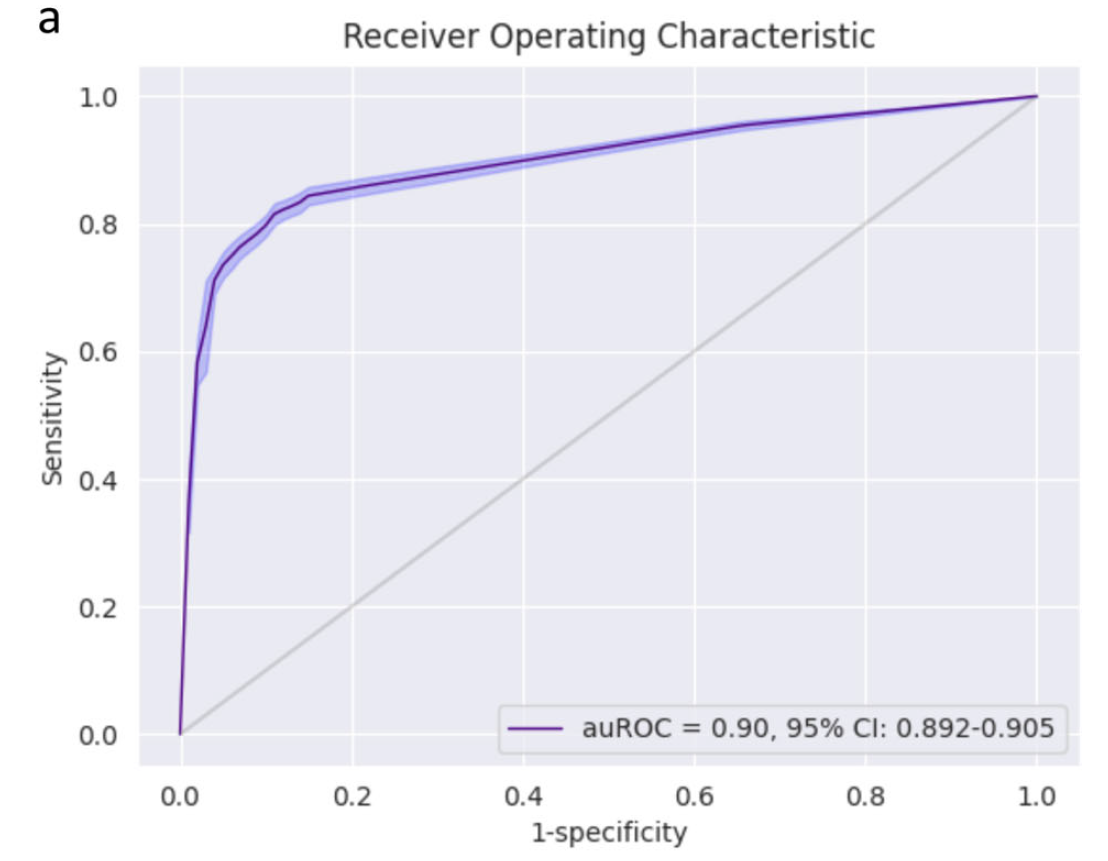 a
Receiver Operating Characteristic
1.0
0.8
0.6
0.4
0.2
0.0
Sensitivity
auROC = 0.90, 95% CI: 0.892-0.905
0.0 0.2 0.4 0.6 0.8 1.0
1-specificity